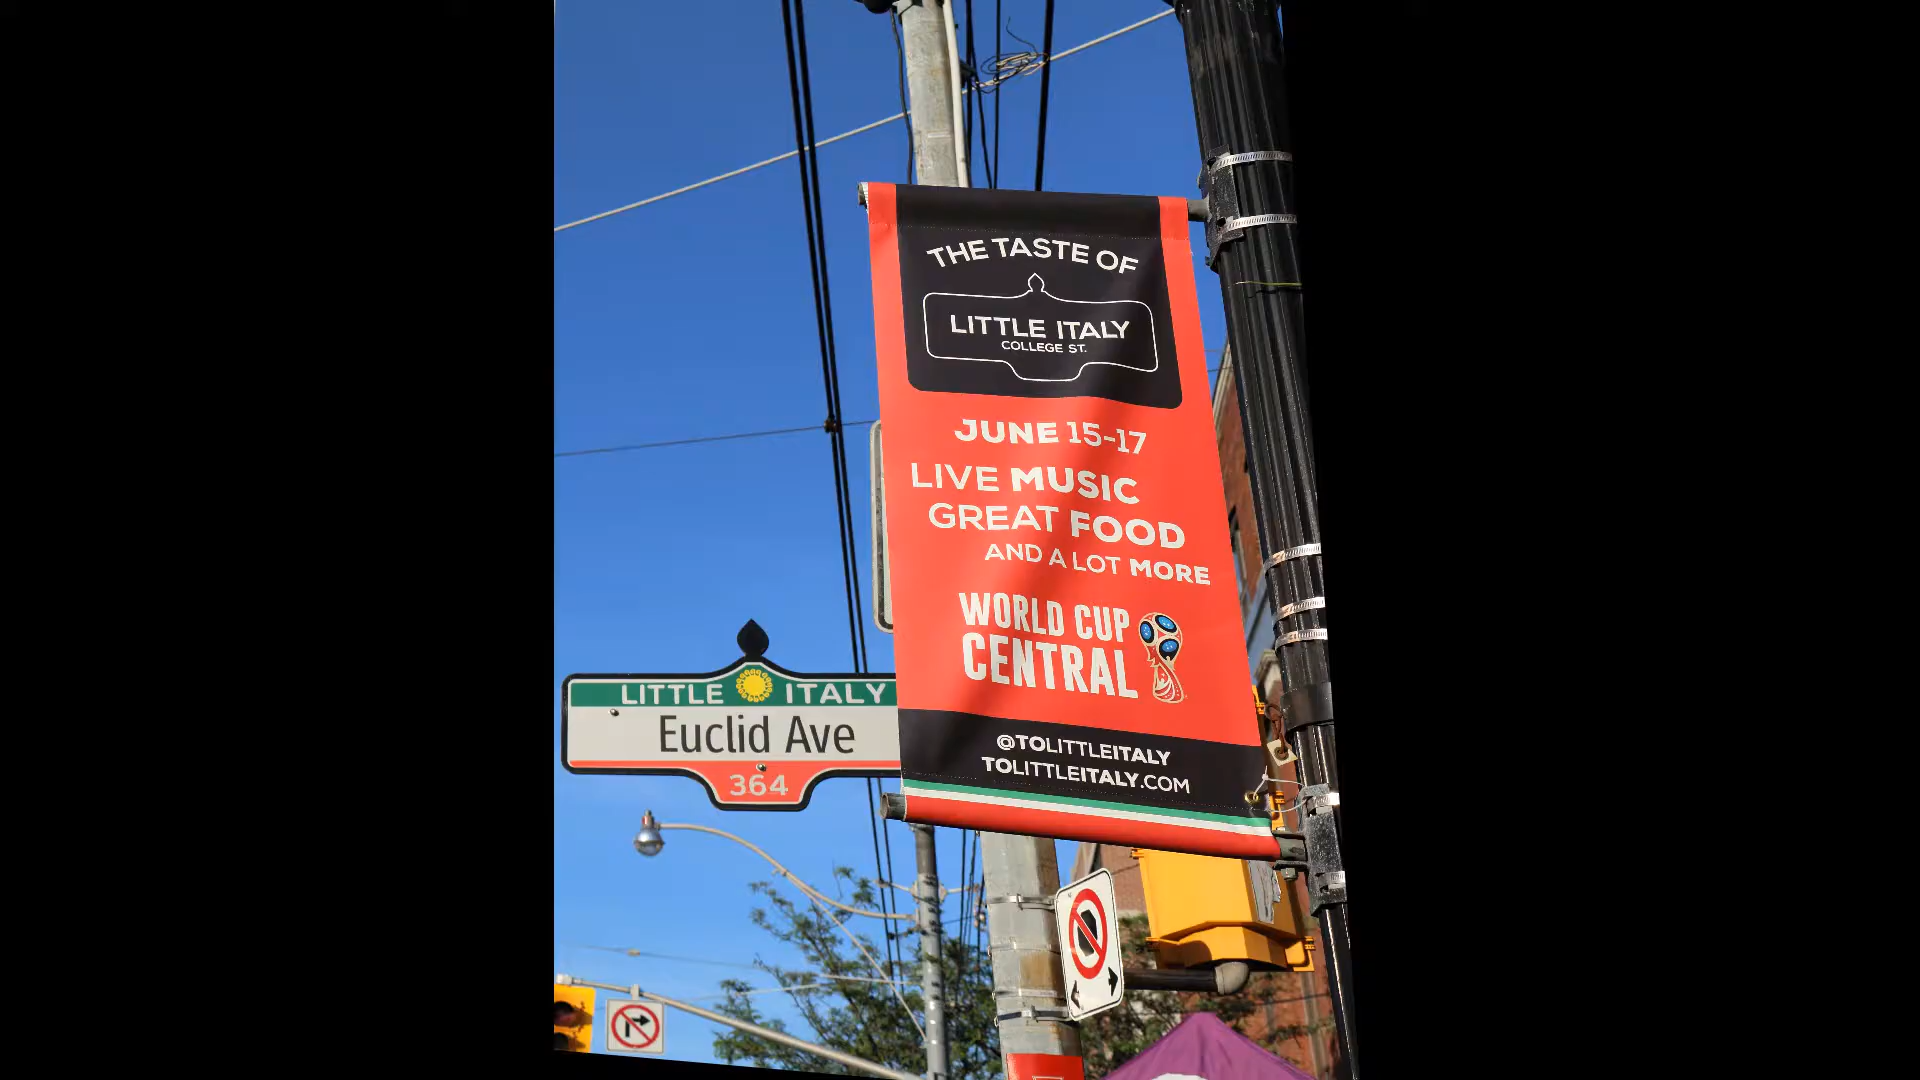 THE TASTE OF
LITTLE ITALY
COLLEGE ST.
JUNE 15-17
LIVE MUSIC
GREAT FOOD
AND A LOT MORE
WORLD CUP
CENTRAL
@TOLITTLEITALY
TOLITTLEITALY.COM
LITTLE ITALY
Euclid Ave
364